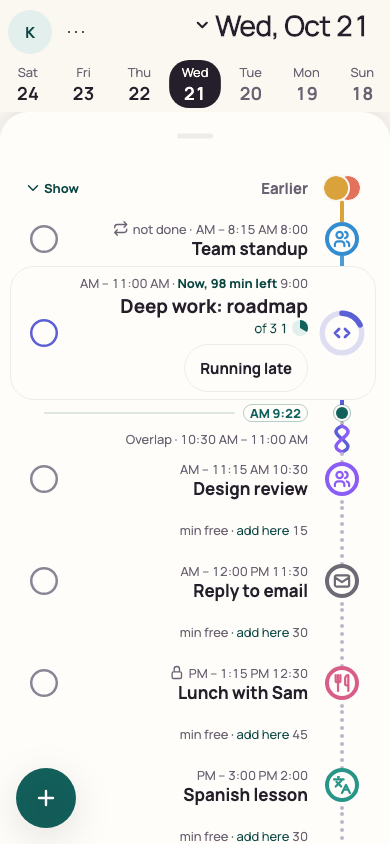 K
...
Wed, Oct 21
Sat Fri Thu Wed Tue Mon Sun
24 23 22 21 20 19 18
Show Earlier
not done · AM – 8:15 AM 8:00
Team standup
AM – 11:00 AM · Now, 98 min left 9:00
Deep work: roadmap
of 3 1
Running late
AM 9:22
Overlap · 10:30 AM – 11:00 AM
AM – 11:15 AM 10:30
Design review
min free · add here 15
AM – 12:00 PM 11:30
Reply to email
min free · add here 30
PM – 1:15 PM 12:30
Lunch with Sam
min free · add here 45
PM – 3:00 PM 2:00
Spanish lesson
min free · add here 30